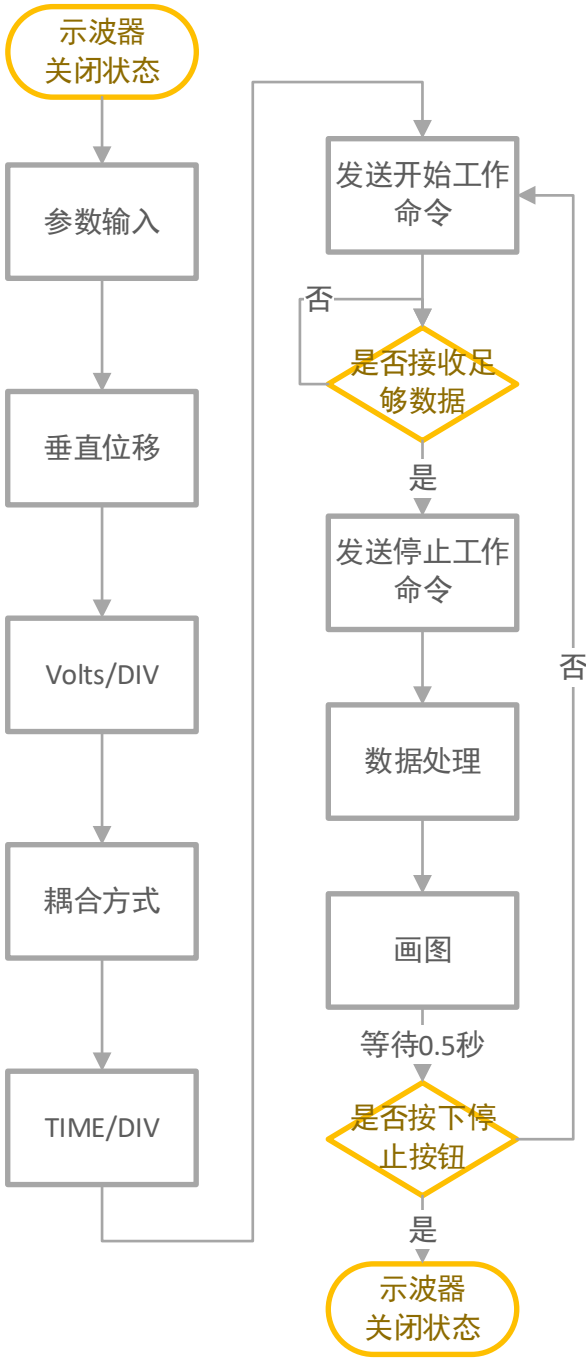 示波器
关闭状态
参数输入
垂直位移
Volts/DIV
耦合方式
TIME/DIV
发送开始工作
命令
否
是否接收足
够数据
是
发送停止工作
命令
数据处理
画图
等待0.5秒
是否按下停
止按钮
否
是
示波器
关闭状态